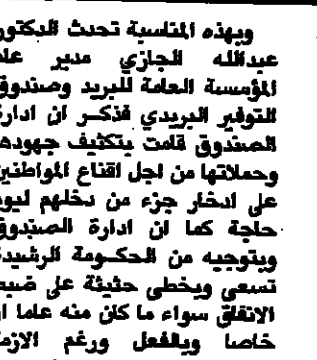 وبهذه المناسبة تحدث الدكتور
عبدالله الجازي مدير عام
المؤسسة العامة للبريد وصندوق
التوفير البريدي فذكر ان ادارة
الصندوق قامت بتكثيف جهودها
وحملاتها من اجل اقناع المواطنين
على ادخار جزء من دخلهم ليوم
حاجة كما ان ادارة الصندوق
وبتوجيه من الحكومة الرشيدة
تسعى وبخطى حثيثة على ضبط
الانفاق سواء ما كان منه عاما او
خاصا وبالفعل ورغم الازمة